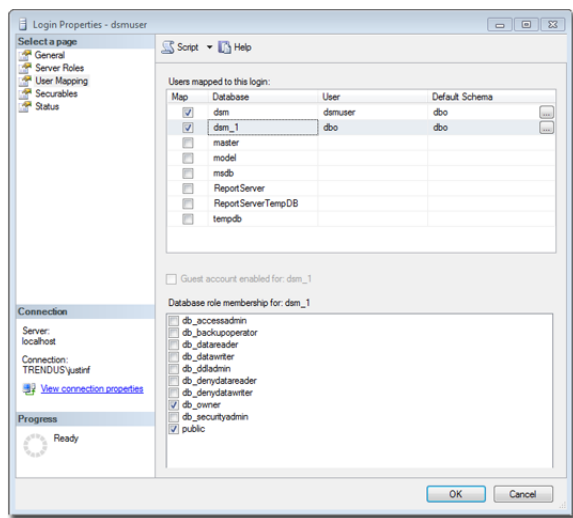 Login Properties - dsmuser
Select a page
General
Server Roles
User Mapping
Securables
Status
Script Help
Users mapped to this login:
Map Database User Default Schema
dsm dsmuser dbo ...
dsm_1 dbo dbo ...
master
model
msdb
ReportServer
ReportServerTempDB
tempdb
Guest account enabled for: dsm_1
Database role membership for: dsm_1
db_accessadmin
db_backupoperator
db_datareader
db_datawriter
db_ddladmin
db_denydatareader
db_denydatawriter
db_owner
db_securityadmin
public
Connection
Server:
localhost
Connection:
TRENDUS\justinf
View connection properties
Progress
Ready
OK Cancel